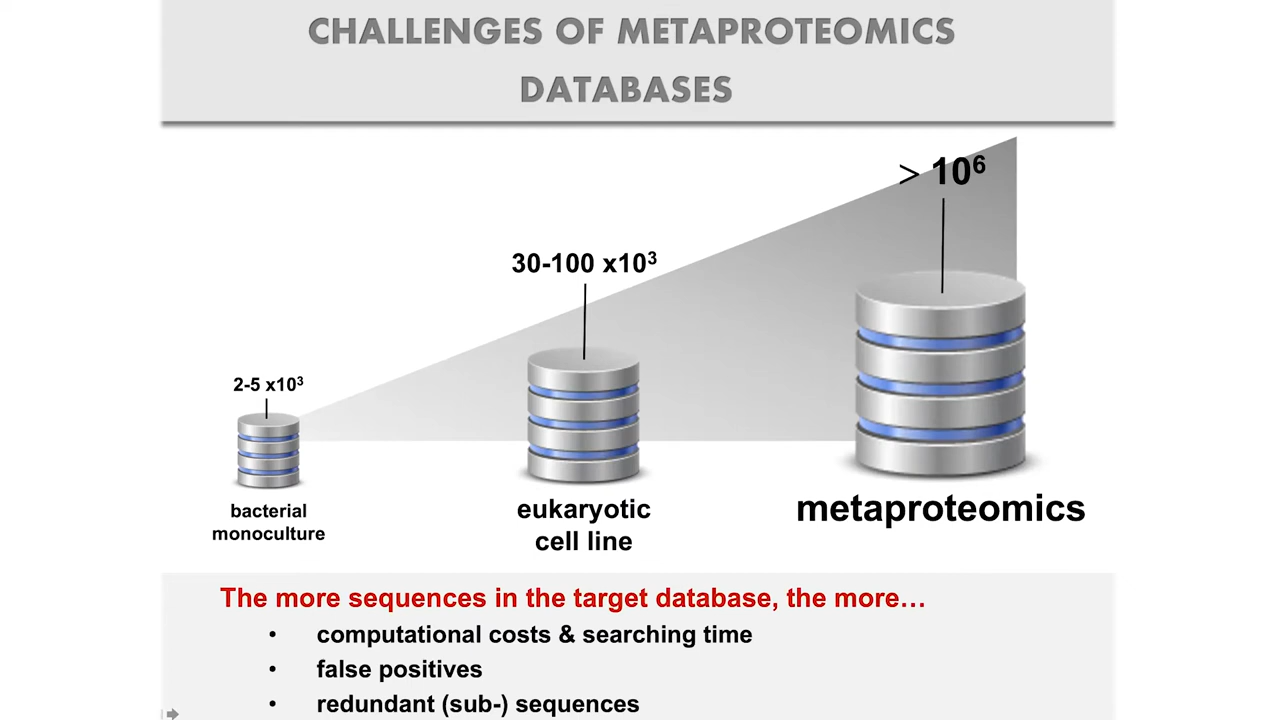 CHALLENGES OF METAPROTEOMICS
DATABASES
> 10⁶
30-100 x10³
2-5 x10³
bacterial
monoculture
eukaryotic
cell line
metaproteomics
The more sequences in the target database, the more…
• computational costs & searching time
• false positives
• redundant (sub-) sequences